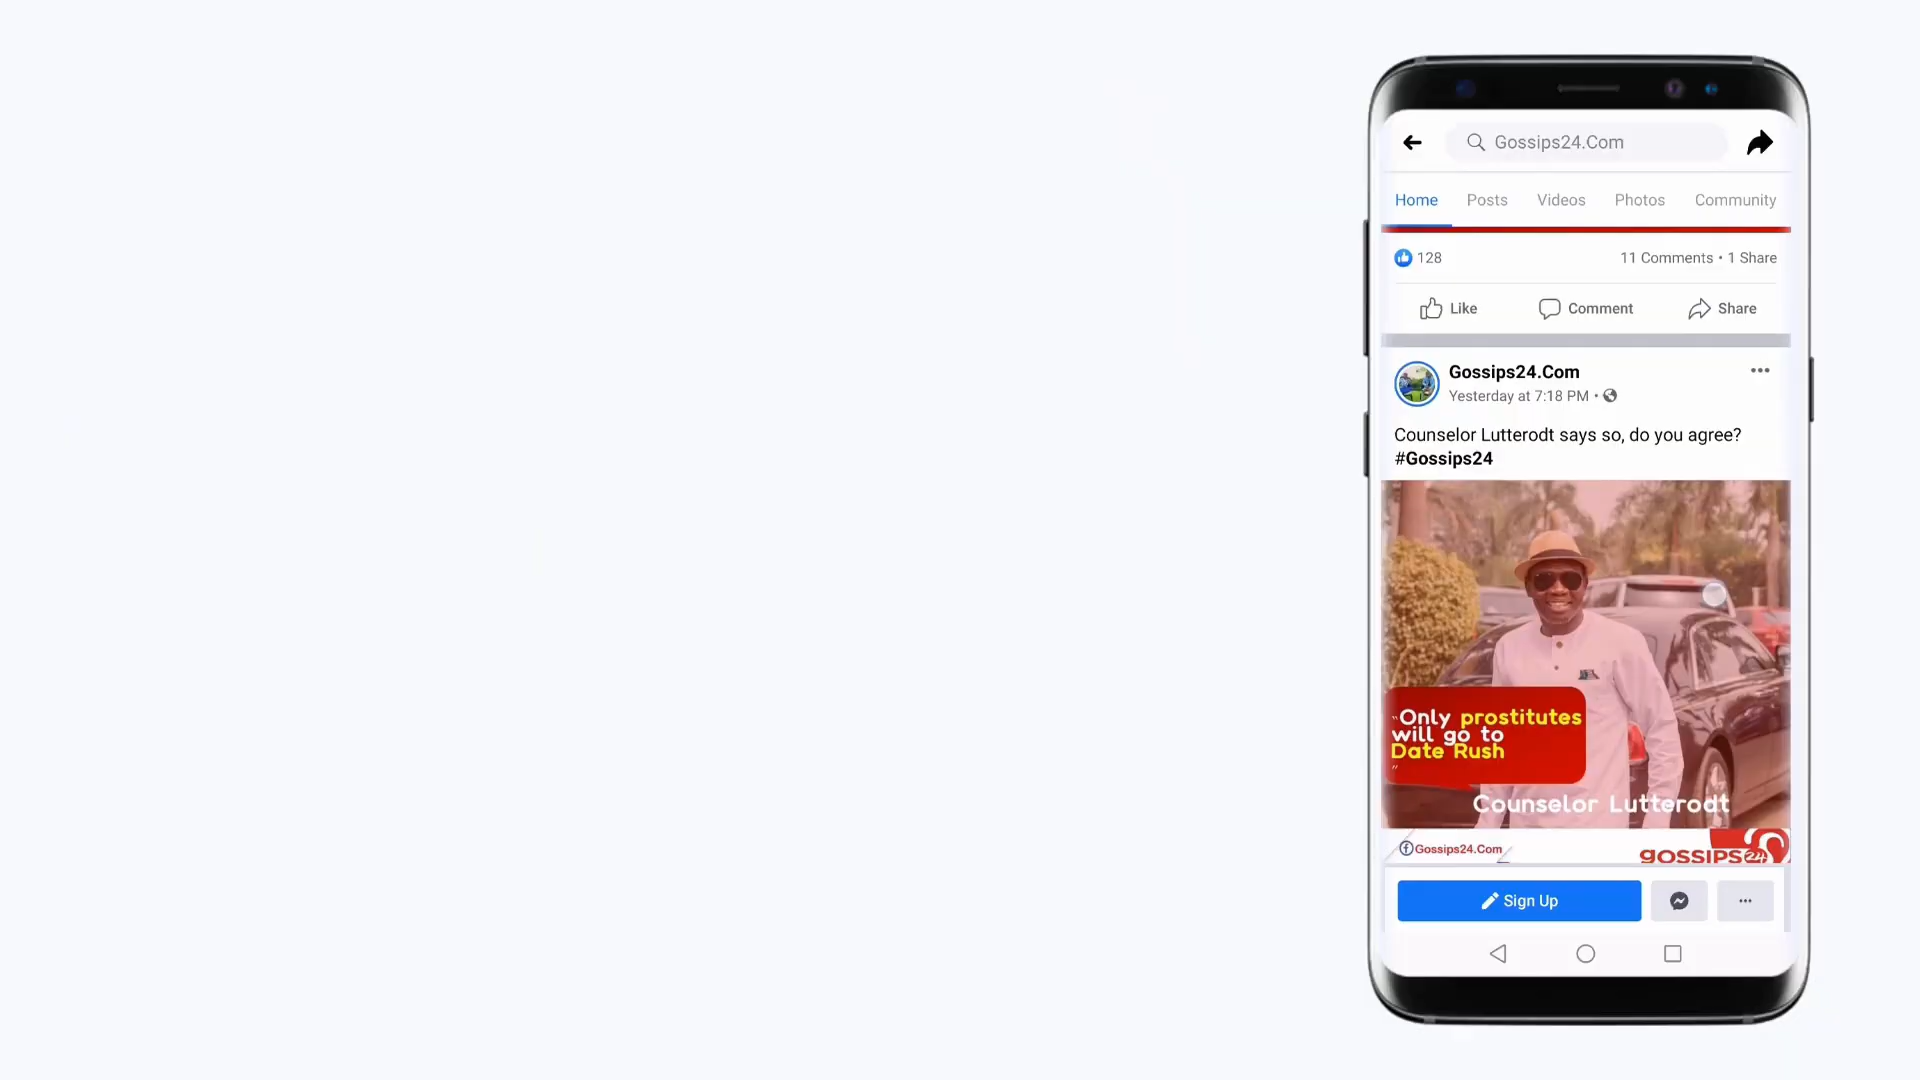 Gossips24.Com
Home Posts Videos Photos Community
128 11 Comments • 1 Share
Like Comment Share
Gossips24.Com
Yesterday at 7:18 PM •
Counselor Lutterodt says so, do you agree?
#Gossips24
"Only prostitutes
will go to
Date Rush
"
Counselor Lutterodt
Gossips24.Com
gossips24
Sign Up